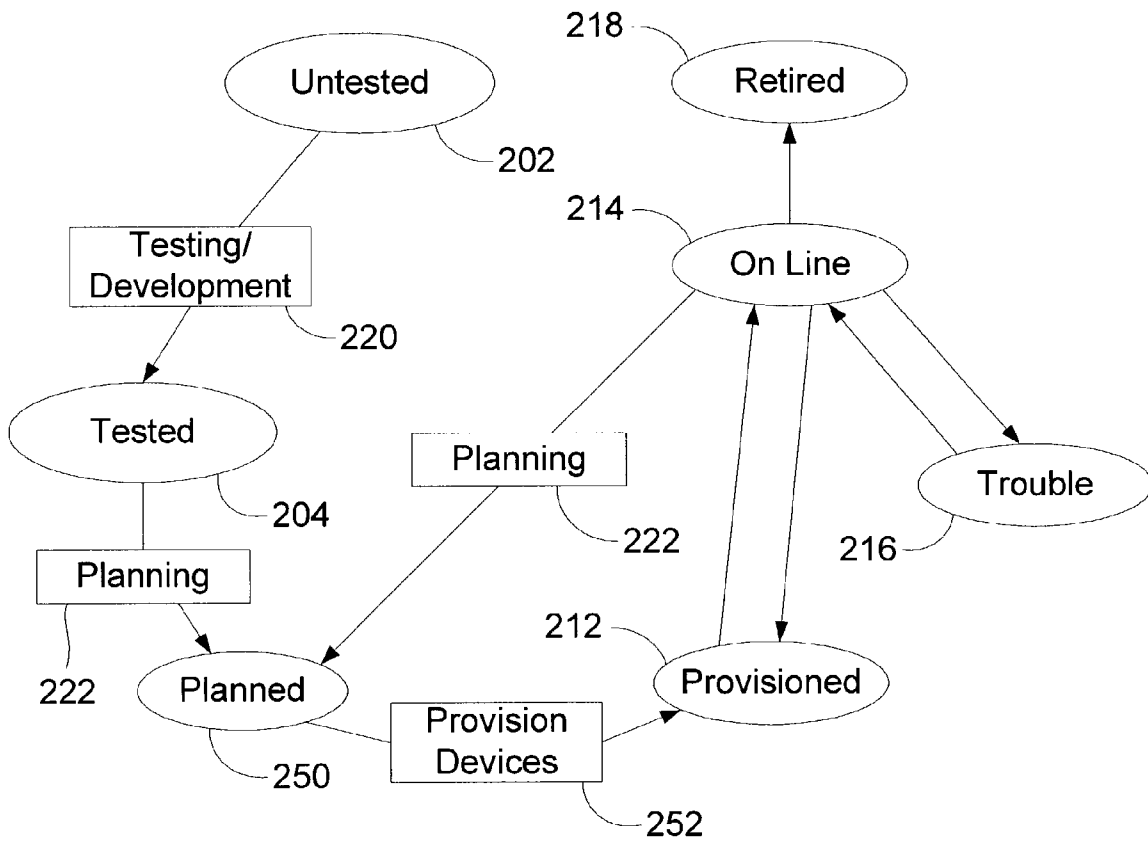 218
Retired
Untested
202
214
On Line
Testing/
Development
220
Tested
204
Planning
222
Trouble
216
Planning
222
212
Provisioned
Planned
250
Provision
Devices
252